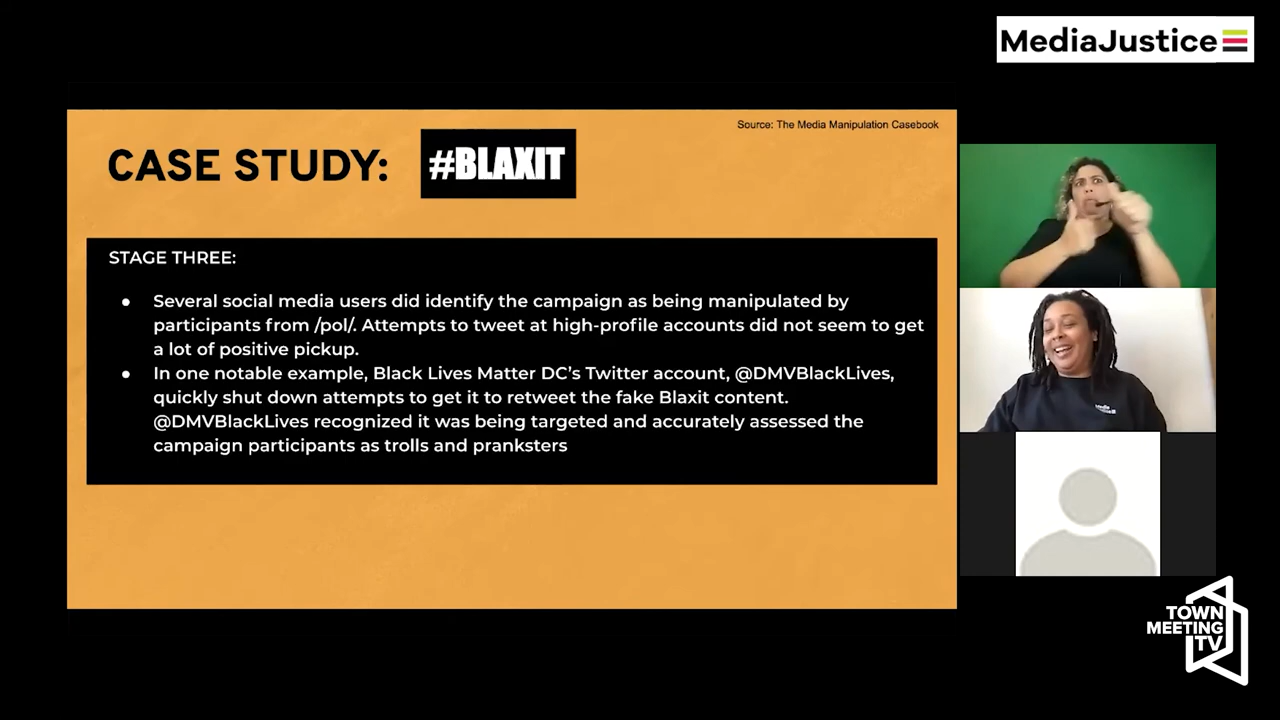 MediaJustice
Source: The Media Manipulation Casebook
CASE STUDY: #BLAXIT
STAGE THREE:
● Several social media users did identify the campaign as being manipulated by
participants from /pol/. Attempts to tweet at high-profile accounts did not seem to get
a lot of positive pickup.
● In one notable example, Black Lives Matter DC's Twitter account, @DMVBlackLives,
quickly shut down attempts to get it to retweet the fake Blaxit content.
@DMVBlackLives recognized it was being targeted and accurately assessed the
campaign participants as trolls and pranksters
TOWN
MEETING
TV